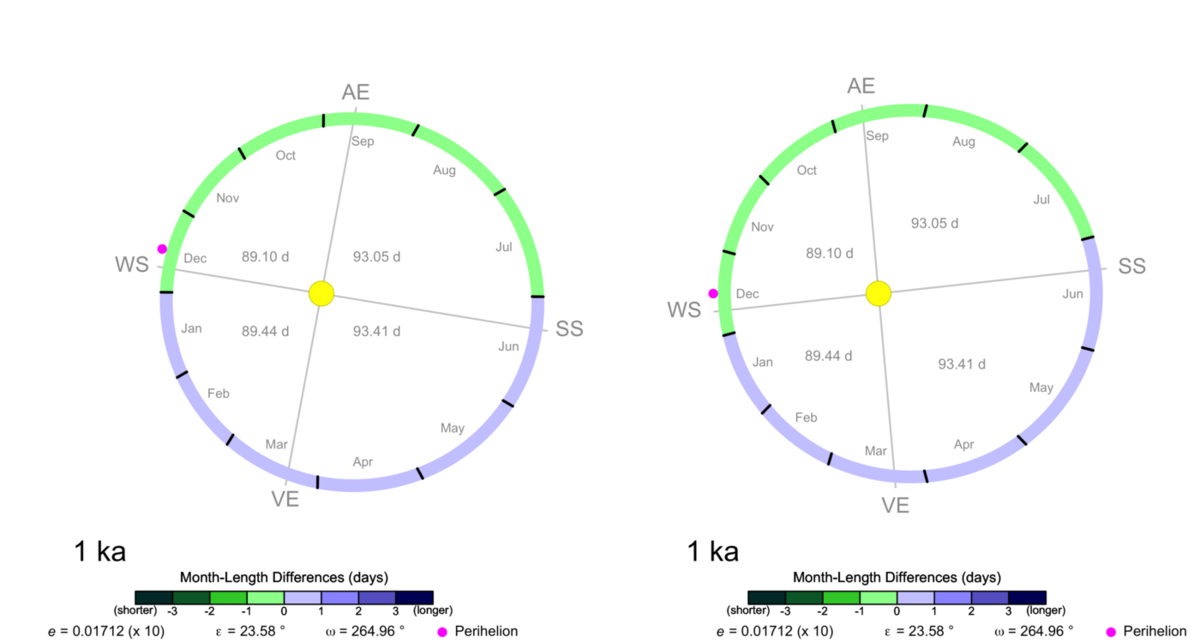 AE
Sep
Oct
Aug
Nov
Jul
WS
Dec
89.10 d
93.05 d
89.44 d
93.41 d
SS
Jan
Jun
Feb
May
Mar
Apr
VE
1 ka
Month-Length Differences (days)
(shorter) -3 -2 -1 0 1 2 3 (longer)
e = 0.01712 (x 10) ε = 23.58 ° ω = 264.96 ° Perihelion
AE
Sep
Aug
Oct
Jul
Nov
93.05 d
89.10 d
SS
WS
Dec
Jun
Jan
89.44 d
93.41 d
May
Feb
Apr
Mar
VE
1 ka
Month-Length Differences (days)
(shorter) -3 -2 -1 0 1 2 3 (longer)
e = 0.01712 (x 10) ε = 23.58 ° ω = 264.96 ° Perihelion